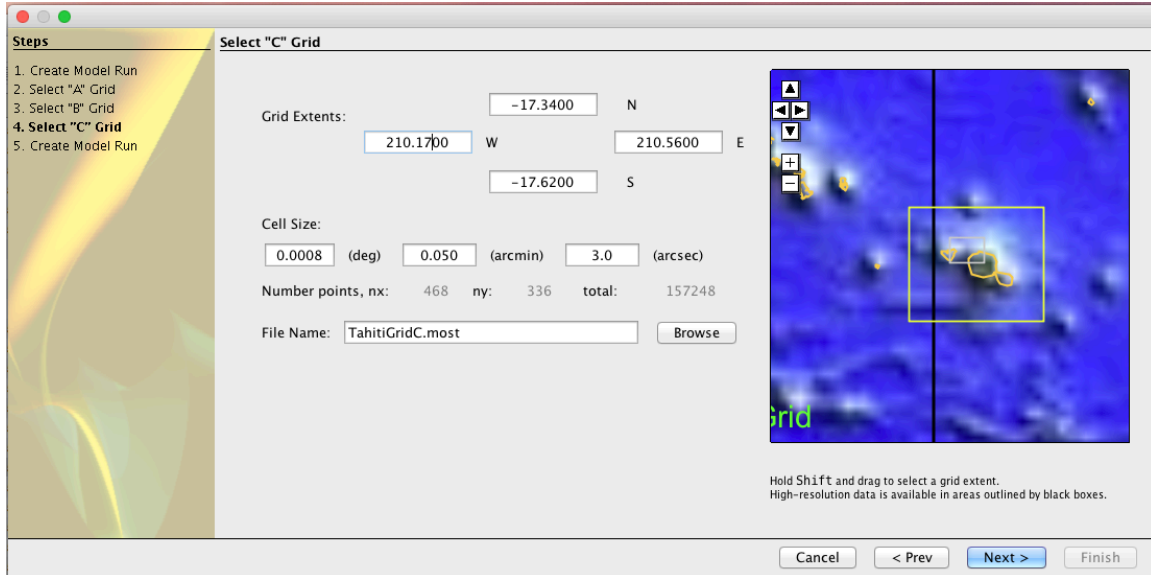 Steps
1. Create Model Run
2. Select "A" Grid
3. Select "B" Grid
4. Select "C" Grid
5. Create Model Run
Select "C" Grid
Grid Extents:
-17.3400 N
210.1700 W 210.5600 E
-17.6200 S
Cell Size:
0.0008 (deg) 0.050 (arcmin) 3.0 (arcsec)
Number points, nx: 468 ny: 336 total: 157248
File Name: TahitiGridC.most Browse
Grid
Hold Shift and drag to select a grid extent.
High-resolution data is available in areas outlined by black boxes.
Cancel < Prev Next > Finish